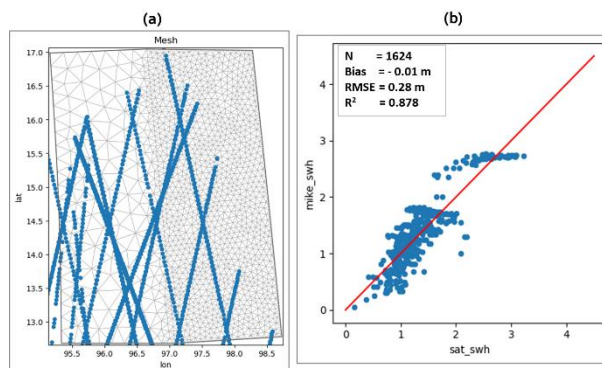 (a)
Mesh
17.0
16.5
16.0
15.5
15.0
14.5
14.0
13.5
13.0
lat
95.5 96.0 96.5 97.0 97.5 98.0 98.5
lon
(b)
N = 1624
Bias = - 0.01 m
RMSE = 0.28 m
R² = 0.878
4
3
2
1
0
mike_swh
0 1 2 3 4
sat_swh